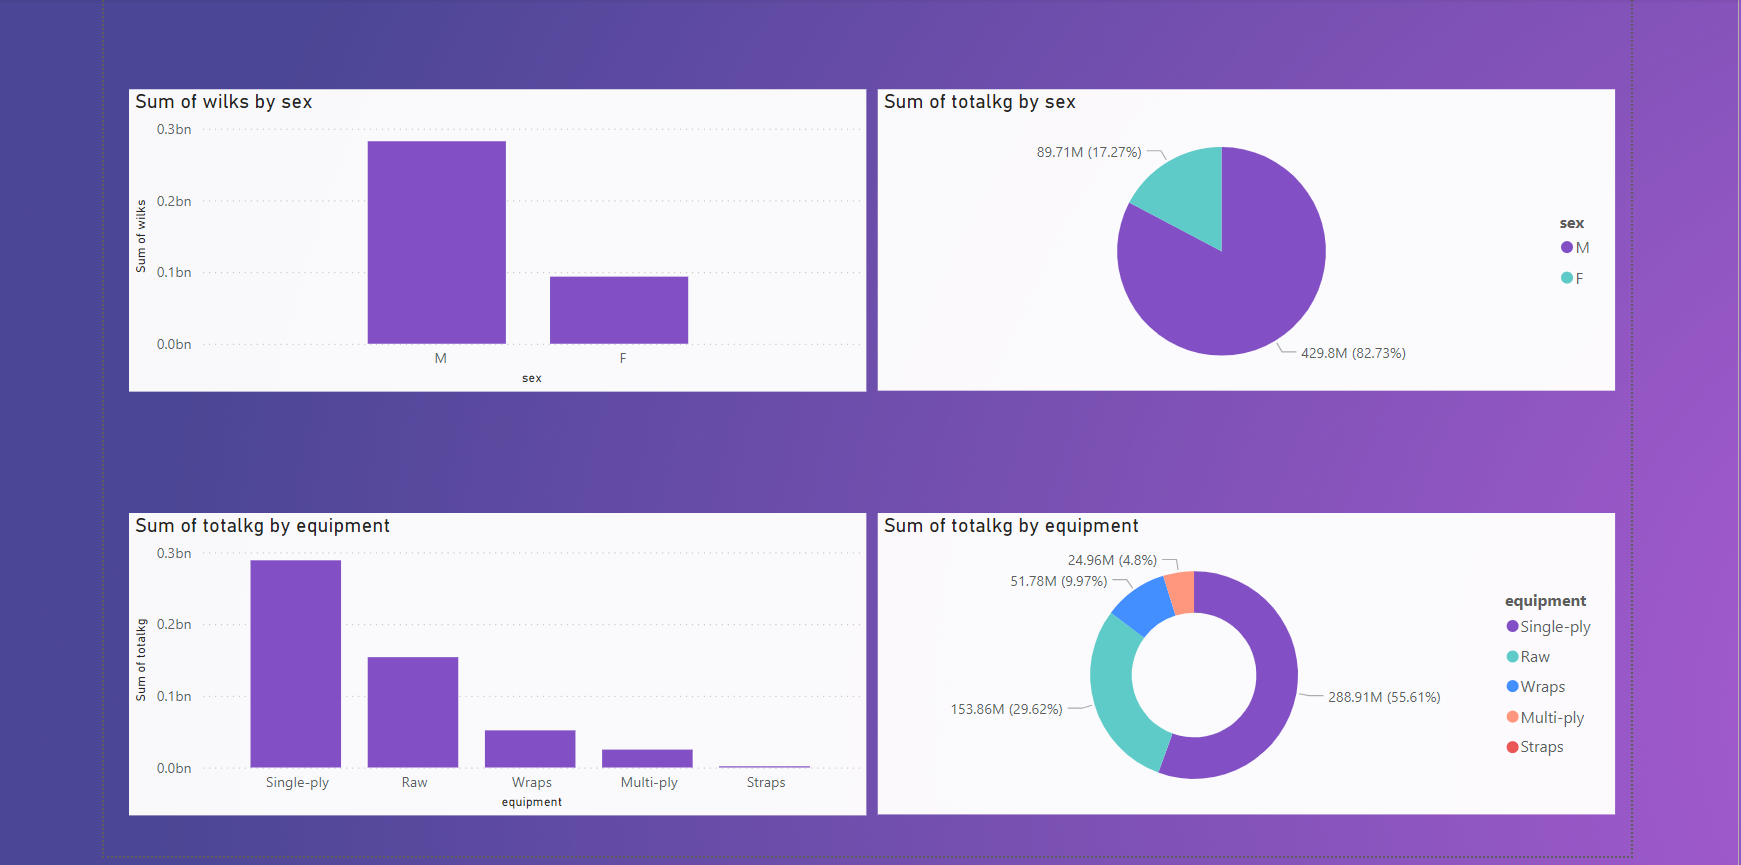 Sum of wilks by sex
0.3bn
0.2bn
0.1bn
0.0bn
Sum of wilks
M
F
sex
Sum of totalkg by sex
89.71M (17.27%)
429.8M (82.73%)
sex
M
F
Sum of totalkg by equipment
0.3bn
0.2bn
0.1bn
0.0bn
Sum of totalkg
Single-ply
Raw
Wraps
Multi-ply
Straps
equipment
Sum of totalkg by equipment
24.96M (4.8%)
51.78M (9.97%)
153.86M (29.62%)
288.91M (55.61%)
equipment
Single-ply
Raw
Wraps
Multi-ply
Straps